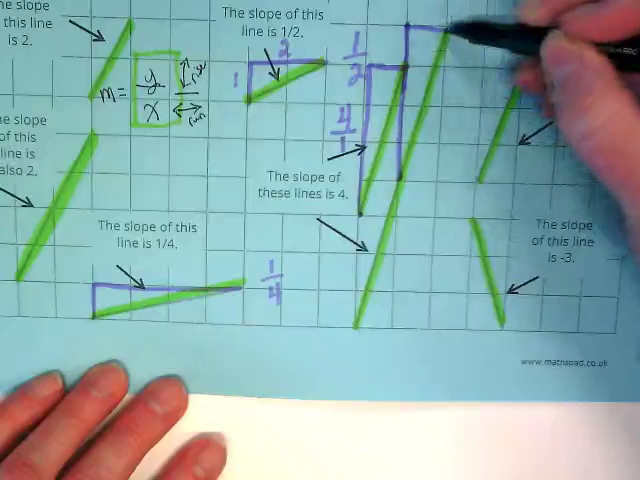 he slope
of this
line is 2.
The slope of this
line is 1/2.
2
1
1
2
m = y
x
rise
run
4
1
he slope
of this
line is
also 2.
The slope of
these lines is 4.
The slope of this
line is 1/4.
1
4
The slope
of this line
is -3.
www.mathspad.co.uk